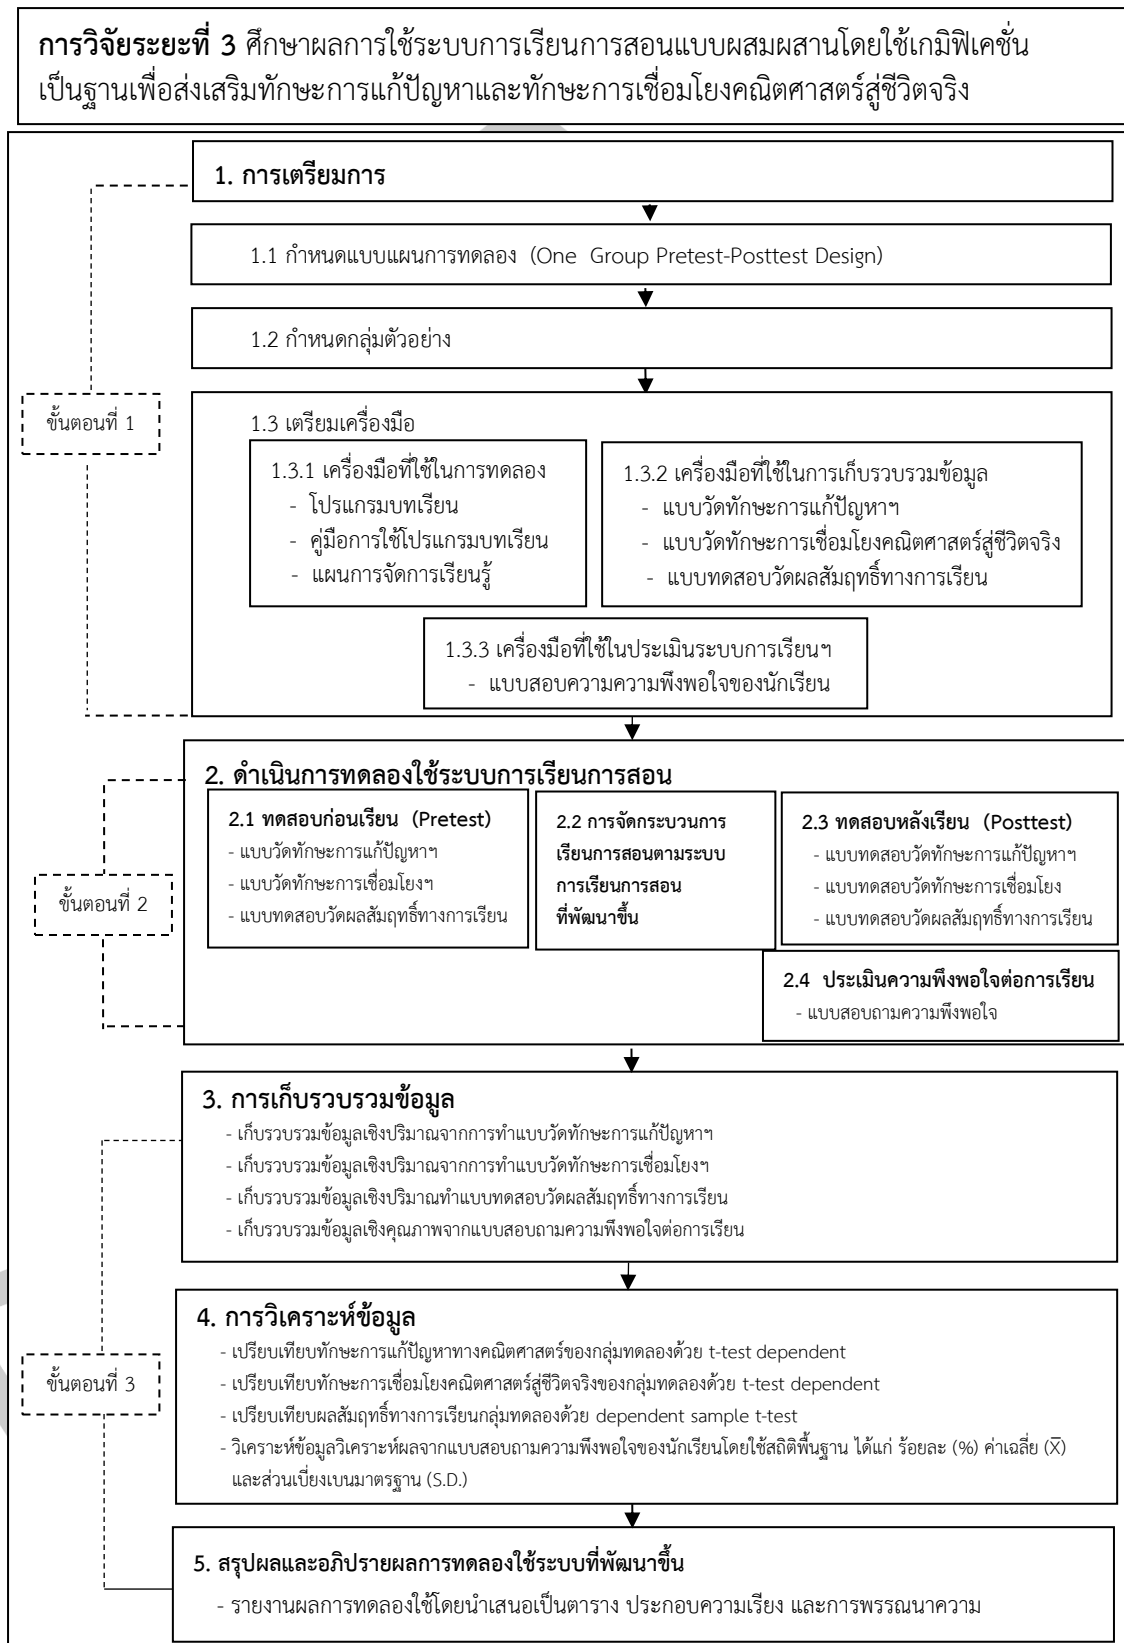 การวิจัยระยะที่ 3 ศึกษาผลการใช้ระบบการเรียนการสอนแบบผสมผสานโดยใช้เกมิฟิเคชั่น
เป็นฐานเพื่อส่งเสริมทักษะการแก้ปัญหาและทักษะการเชื่อมโยงคณิตศาสตร์สู่ชีวิตจริง
1. การเตรียมการ
1.1 กำหนดแบบแผนการทดลอง (One Group Pretest-Posttest Design)
1.2 กำหนดกลุ่มตัวอย่าง
ขั้นตอนที่ 1
1.3 เตรียมเครื่องมือ
1.3.1 เครื่องมือที่ใช้ในการทดลอง
- โปรแกรมบทเรียน
- คู่มือการใช้โปรแกรมบทเรียน
- แผนการจัดการเรียนรู้
1.3.2 เครื่องมือที่ใช้ในการเก็บรวบรวมข้อมูล
- แบบวัดทักษะการแก้ปัญหาฯ
- แบบวัดทักษะการเชื่อมโยงคณิตศาสตร์สู่ชีวิตจริง
- แบบทดสอบวัดผลสัมฤทธิ์ทางการเรียน
1.3.3 เครื่องมือที่ใช้ในประเมินระบบการเรียนฯ
- แบบสอบความความพึงพอใจของนักเรียน
ขั้นตอนที่ 2
2. ดำเนินการทดลองใช้ระบบการเรียนการสอน
2.1 ทดสอบก่อนเรียน (Pretest)
- แบบวัดทักษะการแก้ปัญหาฯ
- แบบวัดทักษะการเชื่อมโยงฯ
- แบบทดสอบวัดผลสัมฤทธิ์ทางการเรียน
2.2 การจัดกระบวนการ
เรียนการสอนตามระบบ
การเรียนการสอน
ที่พัฒนาขึ้น
2.3 ทดสอบหลังเรียน (Posttest)
- แบบทดสอบวัดทักษะการแก้ปัญหาฯ
- แบบทดสอบวัดทักษะการเชื่อมโยง
- แบบทดสอบวัดผลสัมฤทธิ์ทางการเรียน
2.4 ประเมินความพึงพอใจต่อการเรียน
- แบบสอบถามความพึงพอใจ
3. การเก็บรวบรวมข้อมูล
- เก็บรวบรวมข้อมูลเชิงปริมาณจากการทำแบบวัดทักษะการแก้ปัญหาฯ
- เก็บรวบรวมข้อมูลเชิงปริมาณจากการทำแบบวัดทักษะการเชื่อมโยงฯ
- เก็บรวบรวมข้อมูลเชิงปริมาณทำแบบทดสอบวัดผลสัมฤทธิ์ทางการเรียน
- เก็บรวบรวมข้อมูลเชิงคุณภาพจากแบบสอบถามความพึงพอใจต่อการเรียน
ขั้นตอนที่ 3
4. การวิเคราะห์ข้อมูล
- เปรียบเทียบทักษะการแก้ปัญหาทางคณิตศาสตร์ของกลุ่มทดลองด้วย t-test dependent
- เปรียบเทียบทักษะการเชื่อมโยงคณิตศาสตร์สู่ชีวิตจริงของกลุ่มทดลองด้วย t-test dependent
- เปรียบเทียบผลสัมฤทธิ์ทางการเรียนกลุ่มทดลองด้วย dependent sample t-test
- วิเคราะห์ข้อมูลวิเคราะห์ผลจากแบบสอบถามความพึงพอใจของนักเรียนโดยใช้สถิติพื้นฐาน ได้แก่ ร้อยละ (%) ค่าเฉลี่ย (X̅)
และส่วนเบี่ยงเบนมาตรฐาน (S.D.)
5. สรุปผลและอภิปรายผลการทดลองใช้ระบบที่พัฒนาขึ้น
- รายงานผลการทดลองใช้โดยนำเสนอเป็นตาราง ประกอบความเรียง และการพรรณนาความ